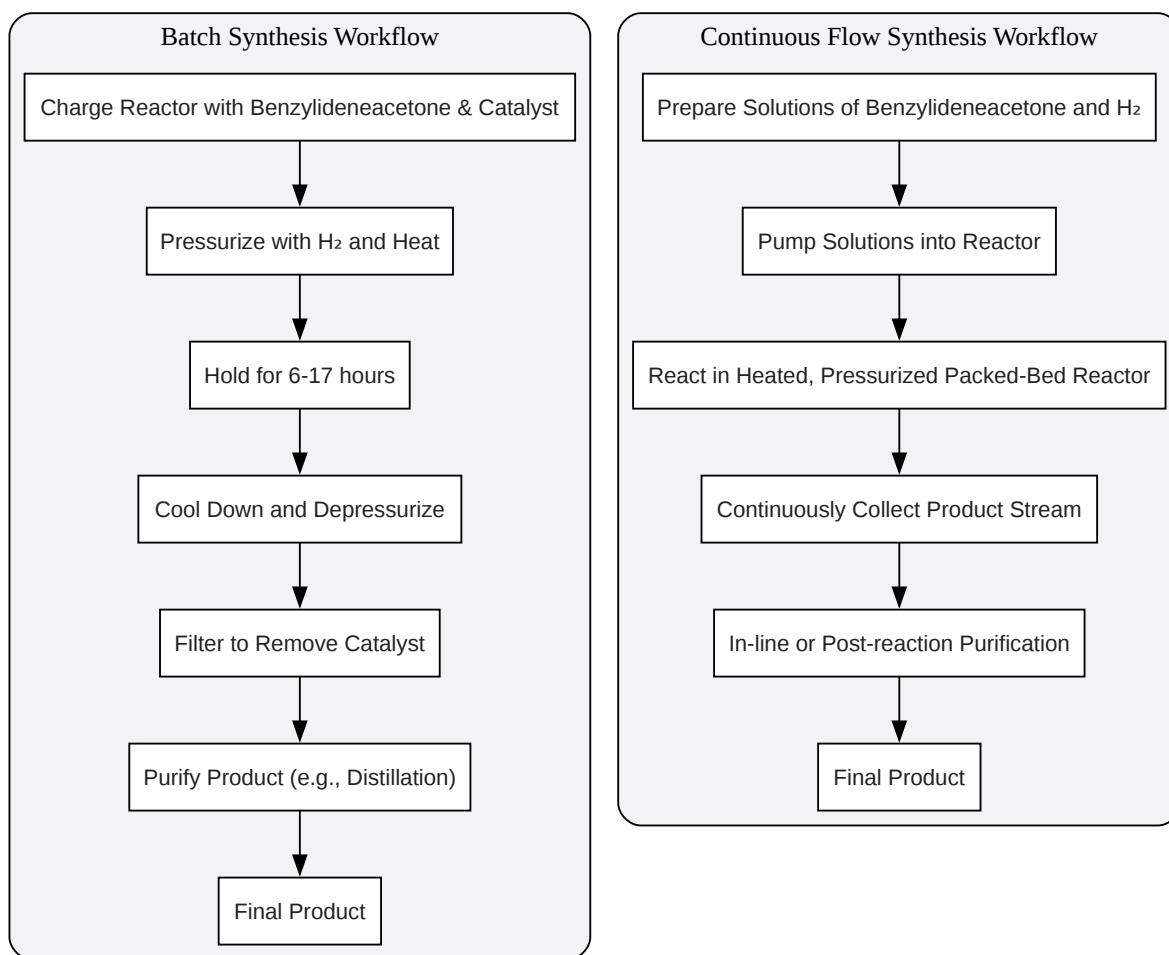 Batch Synthesis Workflow
Charge Reactor with Benzylideneacetone & Catalyst
Pressurize with H₂ and Heat
Hold for 6-17 hours
Cool Down and Depressurize
Filter to Remove Catalyst
Purify Product (e.g., Distillation)
Final Product
Continuous Flow Synthesis Workflow
Prepare Solutions of Benzylideneacetone and H₂
Pump Solutions into Reactor
React in Heated, Pressurized Packed-Bed Reactor
Continuously Collect Product Stream
In-line or Post-reaction Purification
Final Product